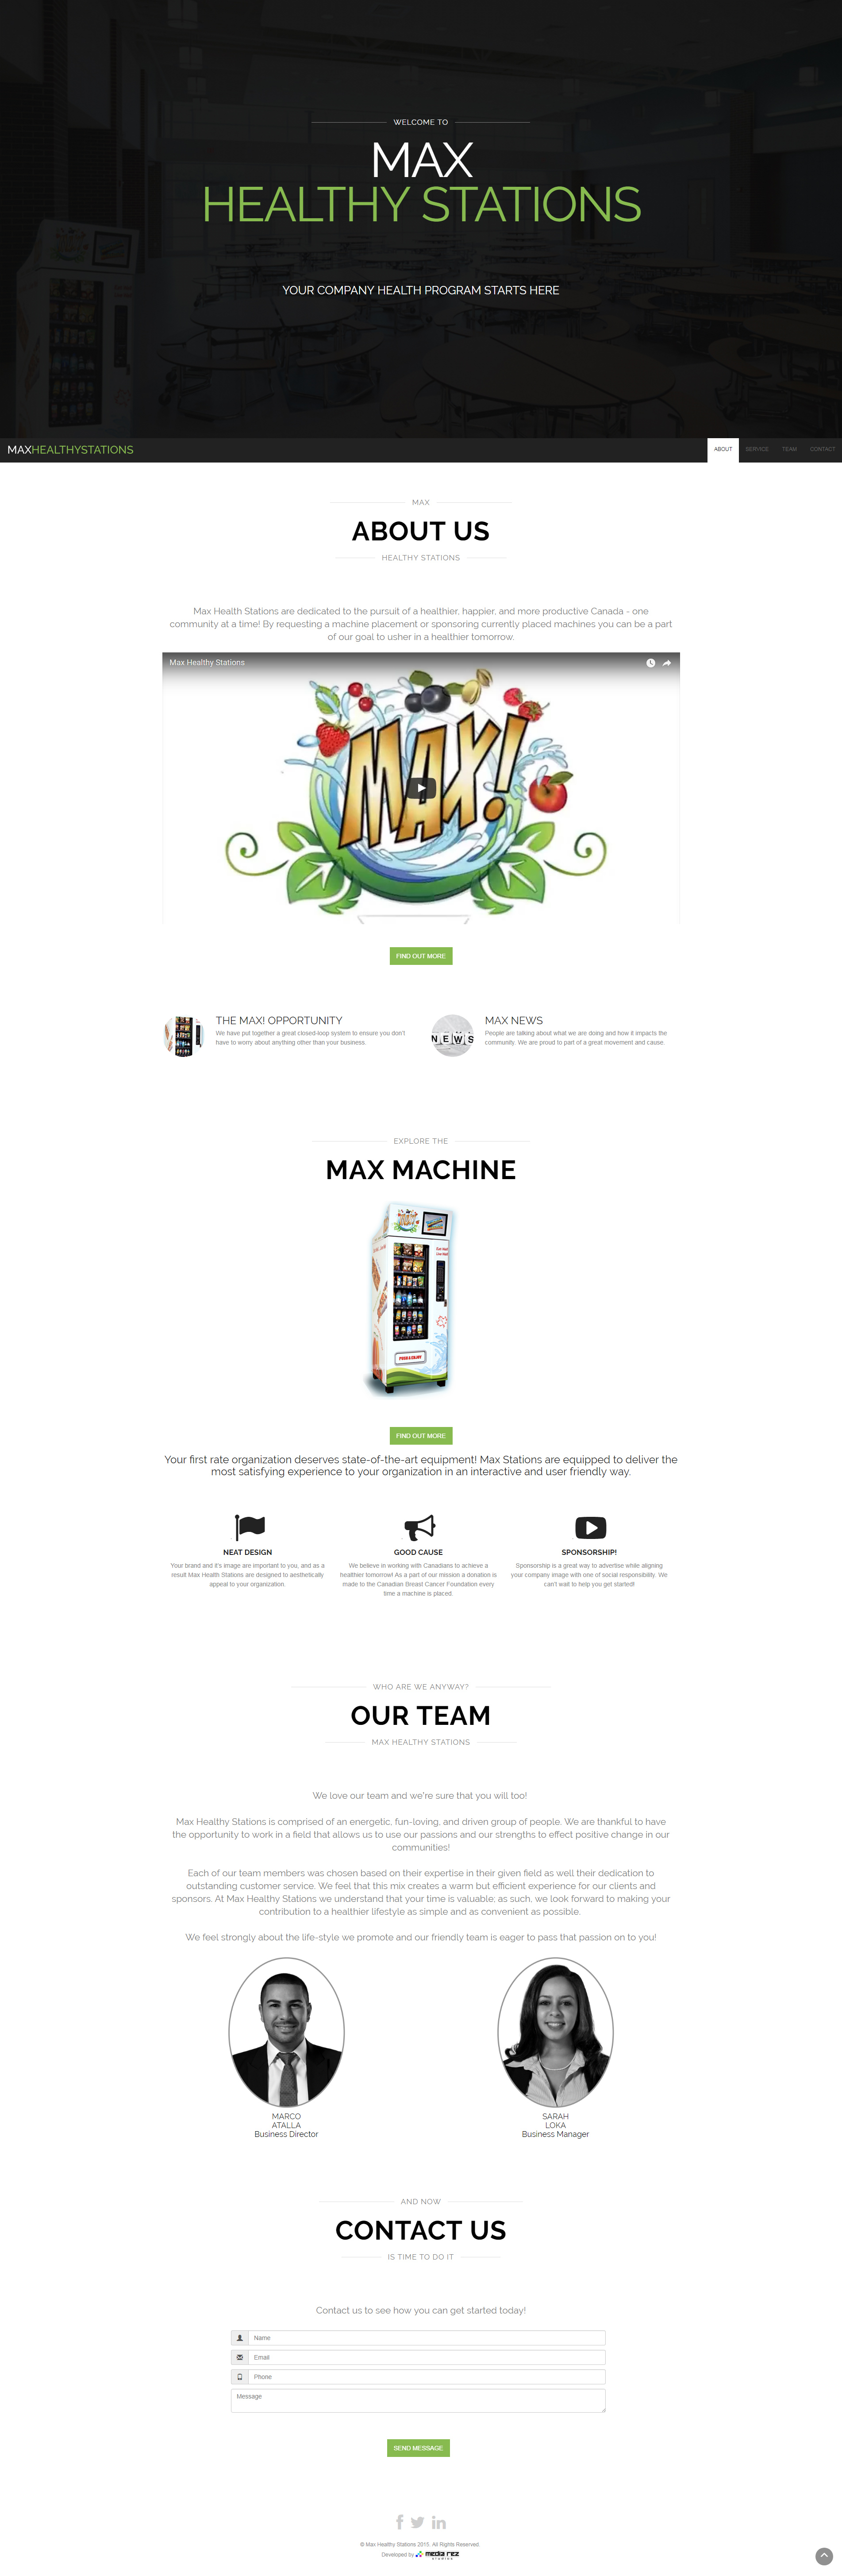 WELCOME TO
MAX
HEALTHY STATIONS
YOUR COMPANY HEALTH PROGRAM STARTS HERE
MAXHEALTHYSTATIONS
ABOUT
SERVICE
TEAM
CONTACT
MAX
ABOUT US
HEALTHY STATIONS
Max Health Stations are dedicated to the pursuit of a healthier, happier, and more productive Canada - one
community at a time! By requesting a machine placement or sponsoring currently placed machines you can be a part
of our goal to usher in a healthier tomorrow.
Max Healthy Stations
MAX!
FIND OUT MORE
THE MAX! OPPORTUNITY
We have put together a great closed-loop system to ensure you don't
have to worry about anything other than your business.
NEWS
MAX NEWS
People are talking about what we are doing and how it impacts the
community. We are proud to part of a great movement and cause.
EXPLORE THE
MAX MACHINE
FIND OUT MORE
Your first rate organization deserves state-of-the-art equipment! Max Stations are equipped to deliver the
most satisfying experience to your organization in an interactive and user friendly way.
NEAT DESIGN
Your brand and it's image are important to you, and as a
result Max Health Stations are designed to aesthetically
appeal to your organization.
GOOD CAUSE
We believe in working with Canadians to achieve a
healthier tomorrow! As a part of our mission a donation is
made to the Canadian Breast Cancer Foundation every
time a machine is placed
SPONSORSHIP!
Sponsorship is a great way to advertise while aligning
your company image with one of social responsibility. We
can't wait to help you get started!
WHO ARE WE ANYWAY?
OUR TEAM
MAX HEALTHY STATIONS
We love our team and we're sure that you will too!
Max Healthy Stations is comprised of an energetic, fun-loving, and driven group of people. We are thankful to have
the opportunity to work in a field that allows us to use our passions and our strengths to effect positive change in our
communities!
Each of our team members was chosen based on their expertise in their given field as well their dedication to
outstanding customer service. We feel that this mix creates a warm but efficient experience for our clients and
sponsors. At Max Healthy Stations we understand that your time is valuable; as such, we look forward to making your
contribution to a healthier lifestyle as simple and as convenient as possible.
We feel strongly about the life-style we promote and our friendly team is eager to pass that passion on to you!
MARCO
ATALLA
Business Director
SARAH
LOKA
Business Manager
AND NOW
CONTACT US
IS TIME TO DO IT
Contact us to see how you can get started today!
Name
Email
Phone
Message
SEND MESSAGE
© Max Healthy Stations 2015. All Rights Reserved.
Developed by media rez
STUDIOS